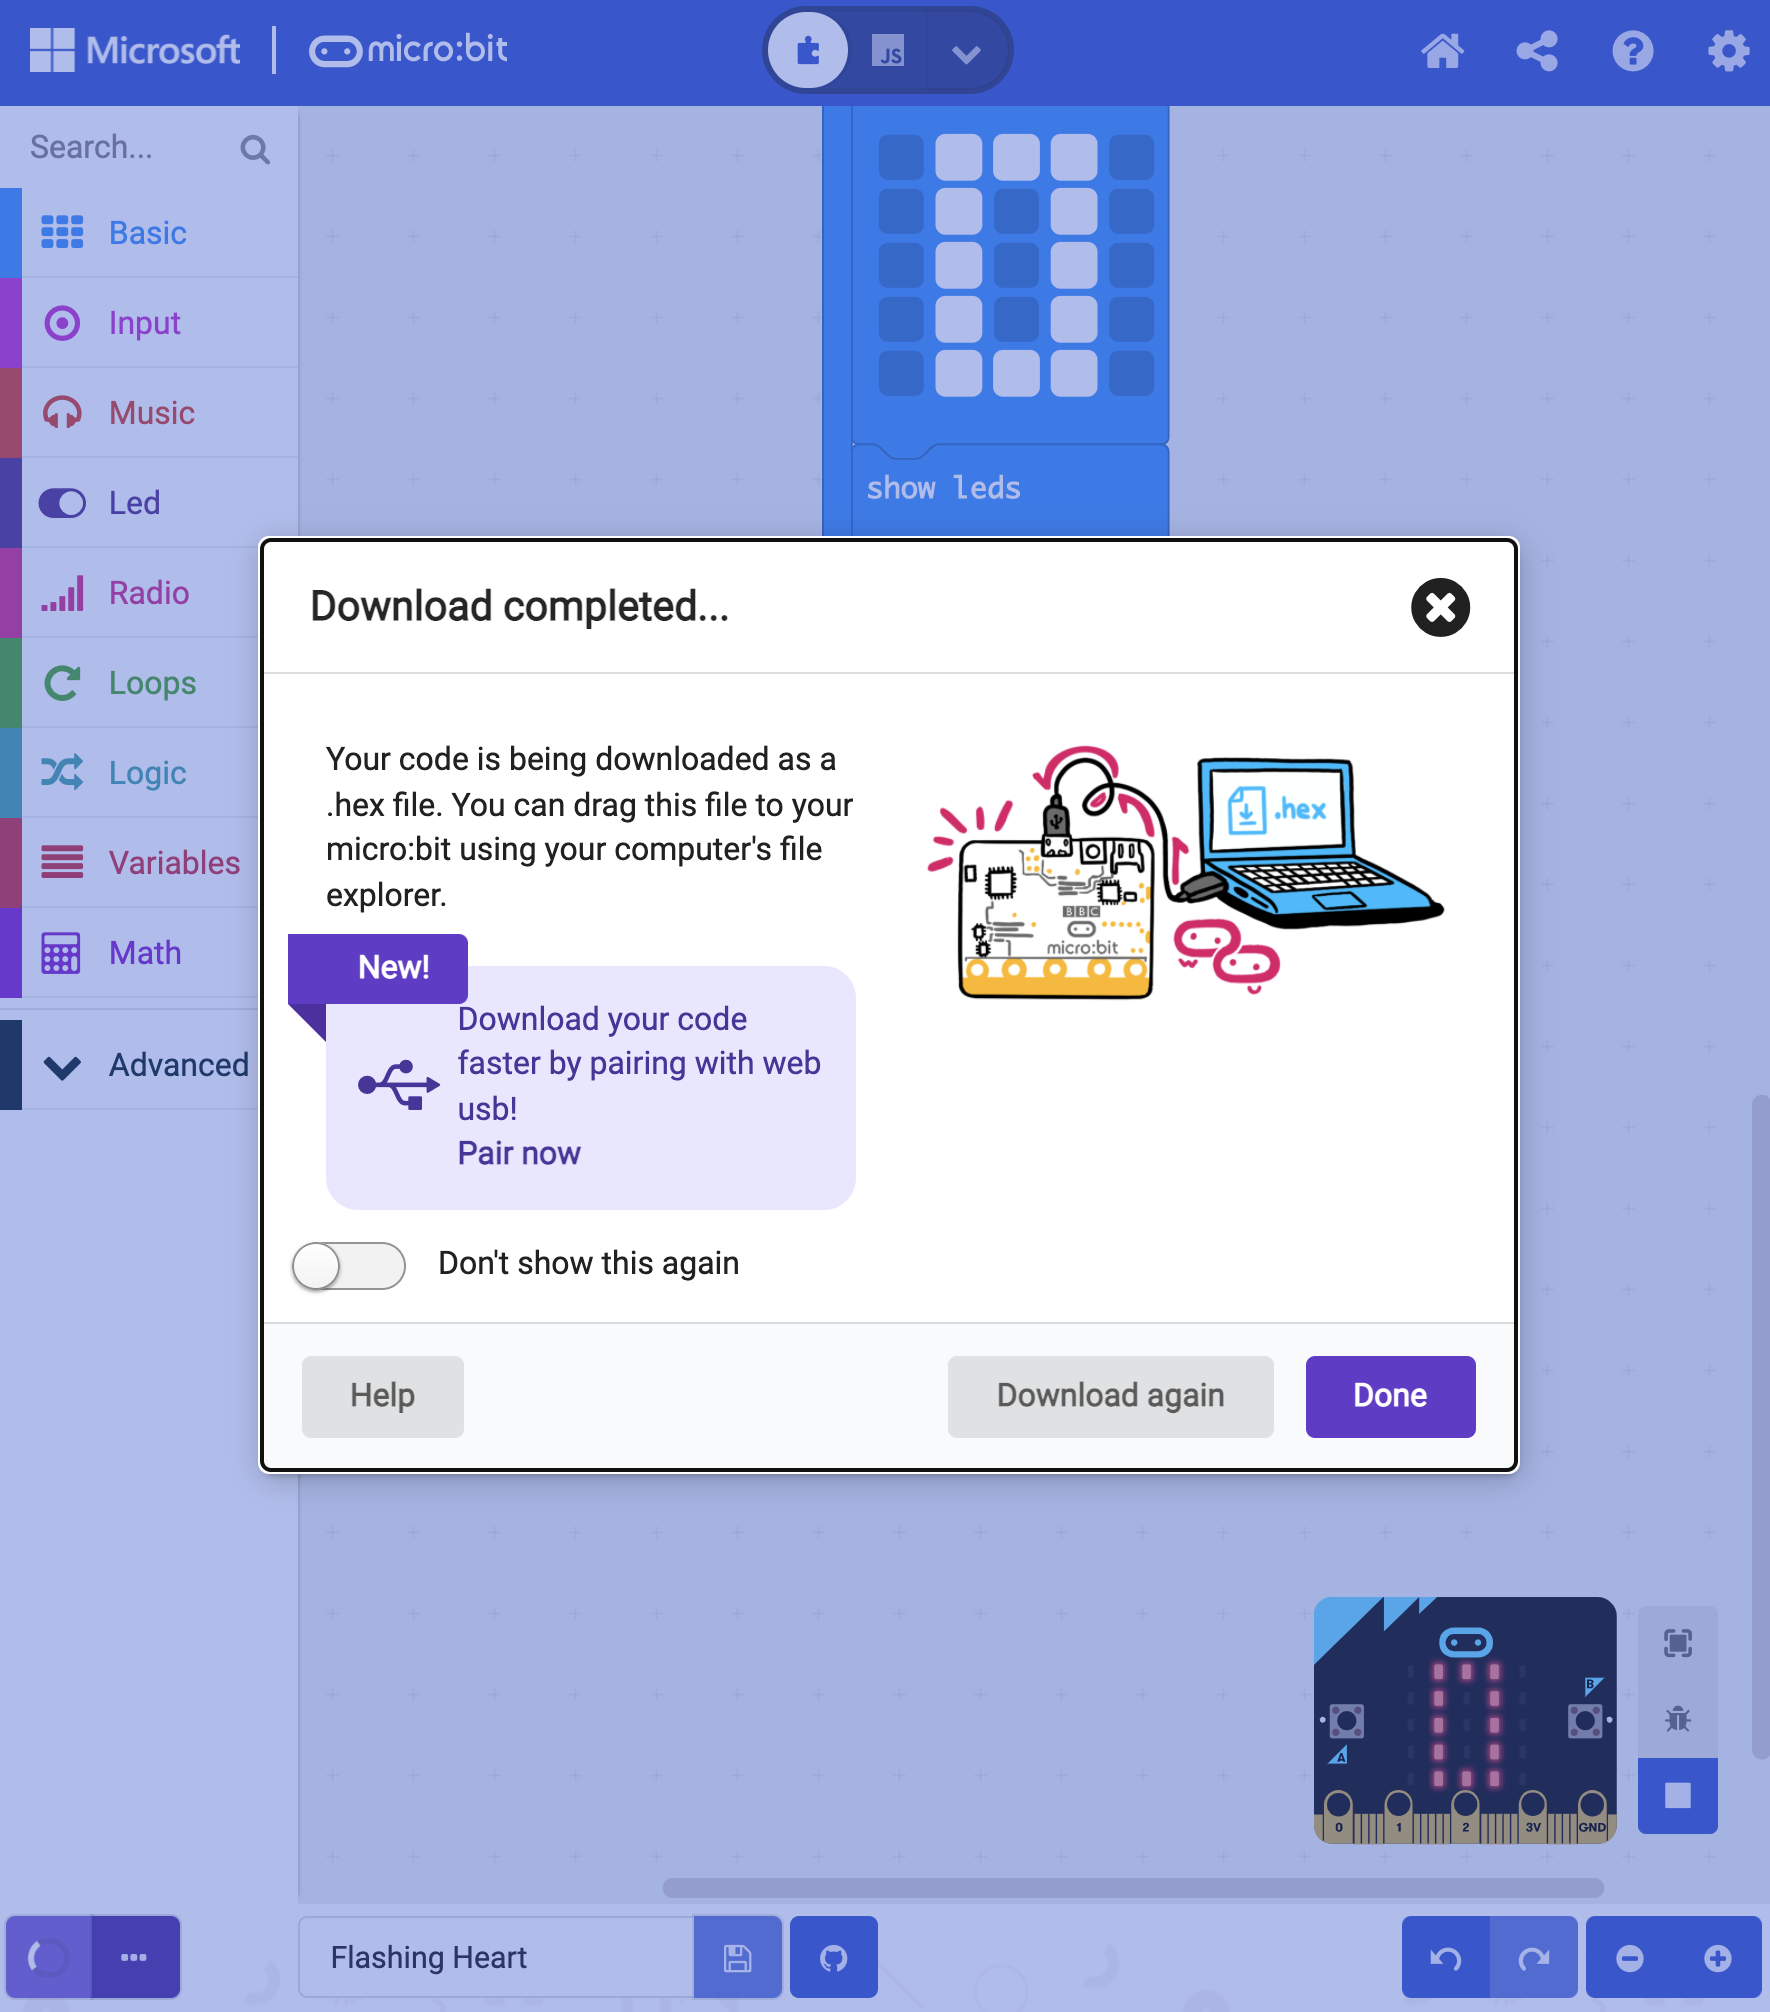 Microsoft
micro:bit
JS
Search...
Basic
Input
Music
Led
Radio
Loops
Logic
Variables
Math
Advanced
show leds
Download completed...
Your code is being downloaded as a
.hex file. You can drag this file to your
micro:bit using your computer's file
explorer.
New!
Download your code
faster by pairing with web
usb!
Pair now
.hex
BBC
micro:bit
Don't show this again
Help
Download again
Done
B
A
0
1
2
3V
GND
Flashing Heart